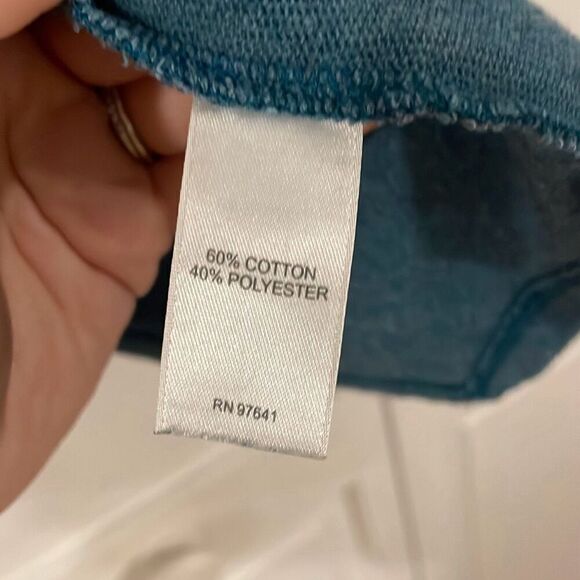 60% COTTON
40% POLYESTER
RN 97641